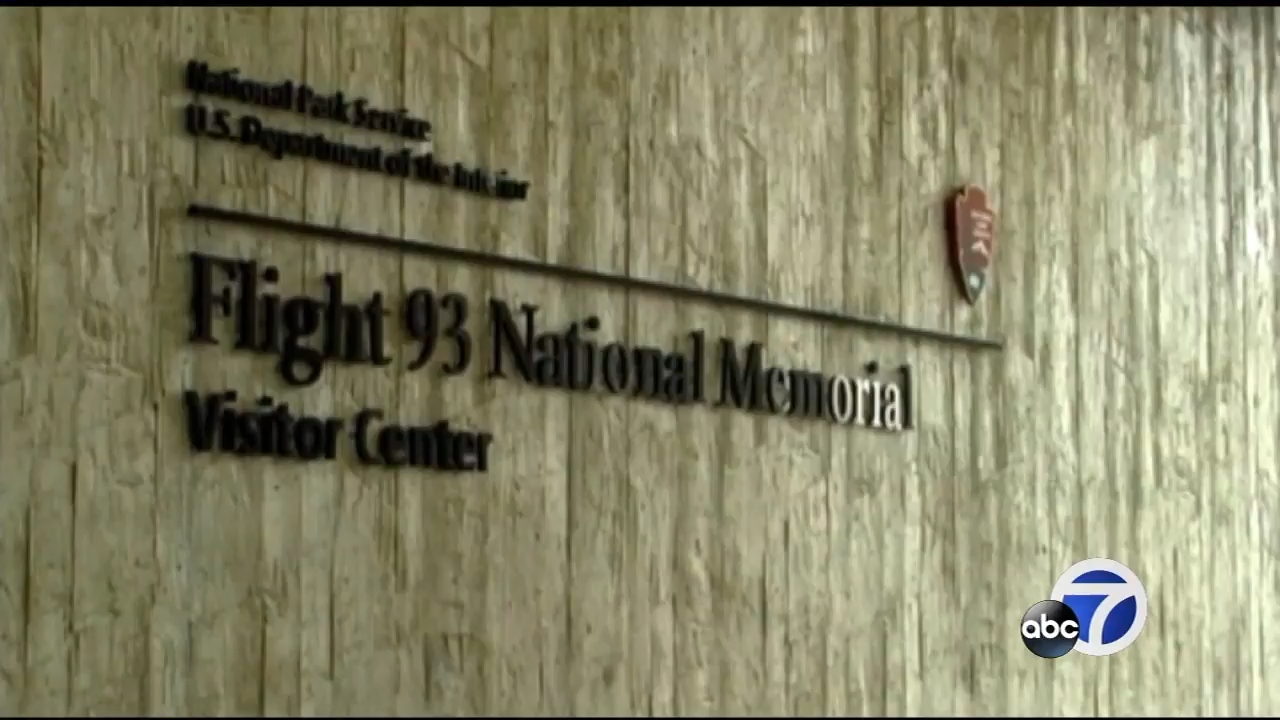 National Park Service
U.S. Department of the Interior
Flight 93 National Memorial
Visitor Center
abc 7